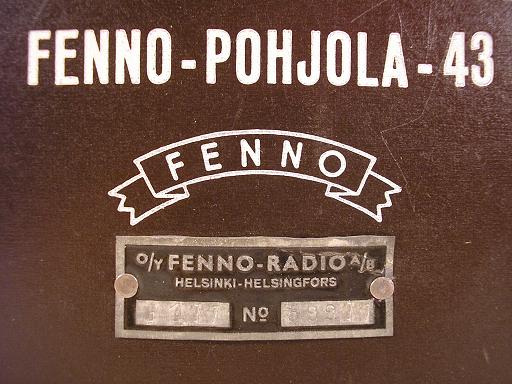 FENNO-POHJOLA-43
FENNO
O/Y FENNO-RADIO A/B
HELSINKI-HELSINGFORS
No